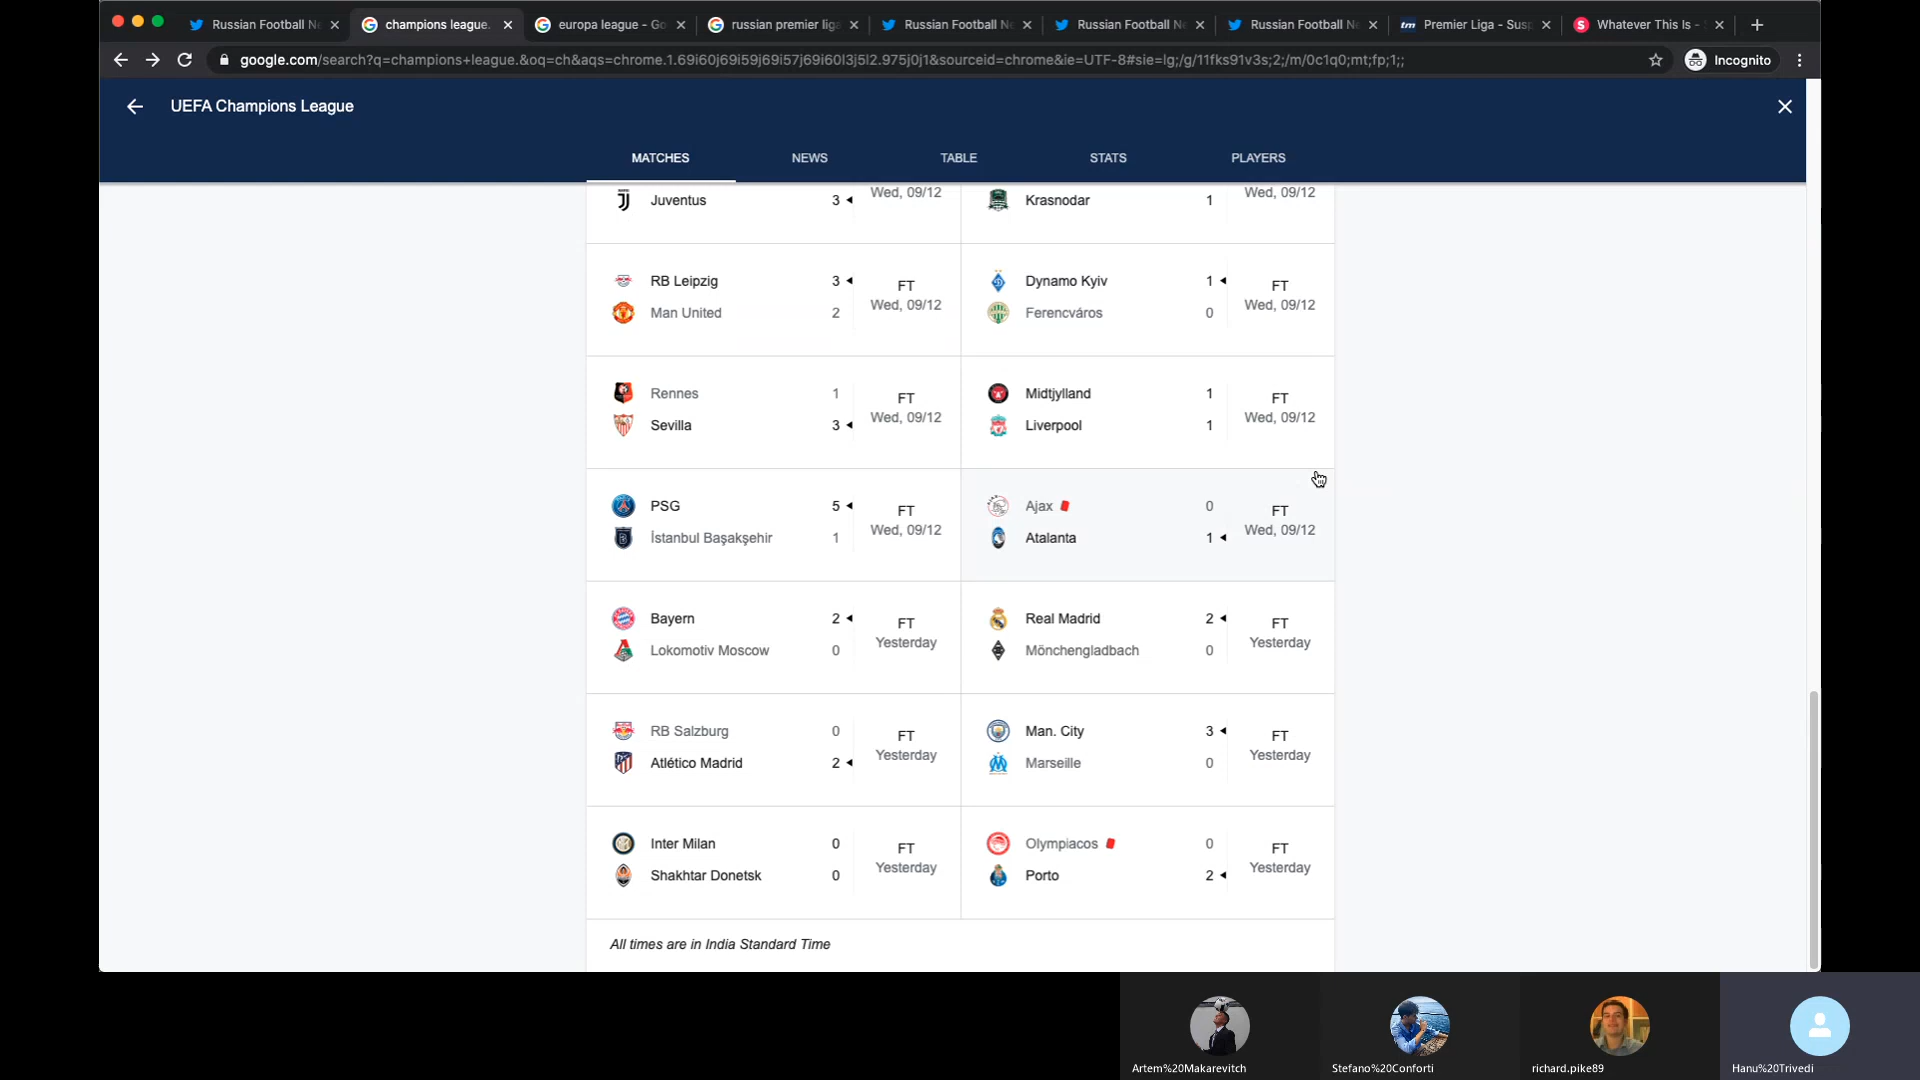 Russian Football Ne
champions league.
europa league - Go
russian premier liga
Russian Football Ne
Russian Football Ne
Russian Football Ne
tm Premier Liga - Susp
S Whatever This Is -
google.com/search?q=champions+league.&oq=ch&aqs=chrome.1.69i60j69i59j69i57j69i60l3j5l2.975j0j1&sourceid=chrome&ie=UTF-8#sie=lg;/g/11fks91v3s;2;/m/0c1q0;mt;fp;1;;
Incognito
UEFA Champions League
MATCHES NEWS TABLE STATS PLAYERS
Juventus 3 Wed, 09/12
Krasnodar 1 Wed, 09/12
RB Leipzig 3
Man United 2
FT
Wed, 09/12
Dynamo Kyiv 1
Ferencváros 0
FT
Wed, 09/12
Rennes 1
Sevilla 3
FT
Wed, 09/12
Midtjylland 1
Liverpool 1
FT
Wed, 09/12
PSG 5
İstanbul Başakşehir 1
FT
Wed, 09/12
Ajax 0
Atalanta 1
FT
Wed, 09/12
Bayern 2
Lokomotiv Moscow 0
FT
Yesterday
Real Madrid 2
Mönchengladbach 0
FT
Yesterday
RB Salzburg 0
Atlético Madrid 2
FT
Yesterday
Man. City 3
Marseille 0
FT
Yesterday
Inter Milan 0
Shakhtar Donetsk 0
FT
Yesterday
Olympiacos 0
Porto 2
FT
Yesterday
All times are in India Standard Time
Artem%20Makarevitch
Stefano%20Conforti
richard.pike89
Hanu%20Trivedi